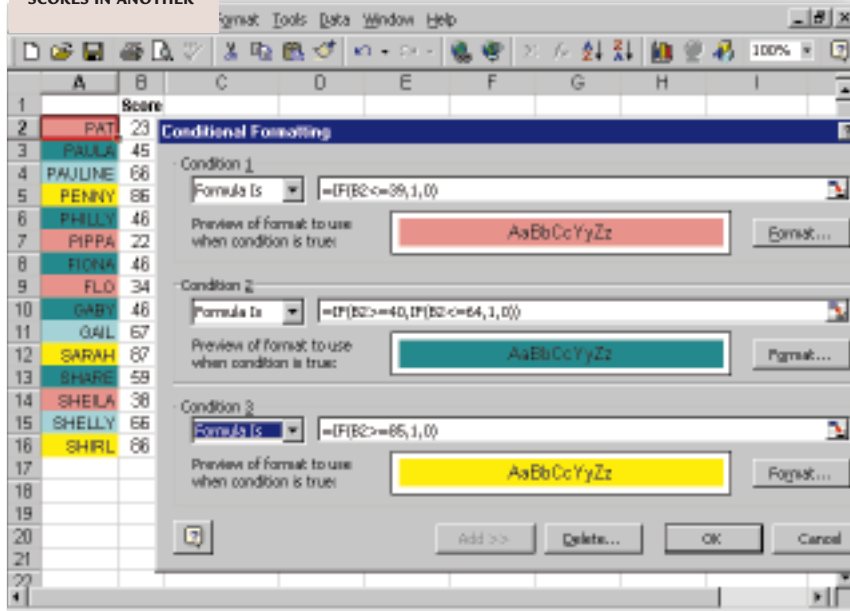 SCORES IN ANOTHER
Format Tools Data Window Help
100%
A B C D E F G H I
1 Score
2 PAT 23
3 PAULA 45
4 PAULINE 66
5 PENNY 86
6 PHILLY 46
7 PIPPA 22
8 FIONA 46
9 FLO 34
10 GABY 46
11 GAIL 67
12 SARAH 87
13 SHARE 59
14 SHEILA 38
15 SHELLY 66
16 SHIRL 86
17
18
19
20
21
22
Conditional Formatting
Condition 1
Formula Is =IF(B2<=39,1,0)
Preview of format to use
when condition is true:
AaBbCcYyZz
Format...
Condition 2
Formula Is =IF(B2>=40,IF(B2<=64,1,0))
Preview of format to use
when condition is true:
AaBbCcYyZz
Format...
Condition 3
Formula Is =IF(B2>=85,1,0)
Preview of format to use
when condition is true:
AaBbCcYyZz
Format...
Add >> Delete... OK Cancel